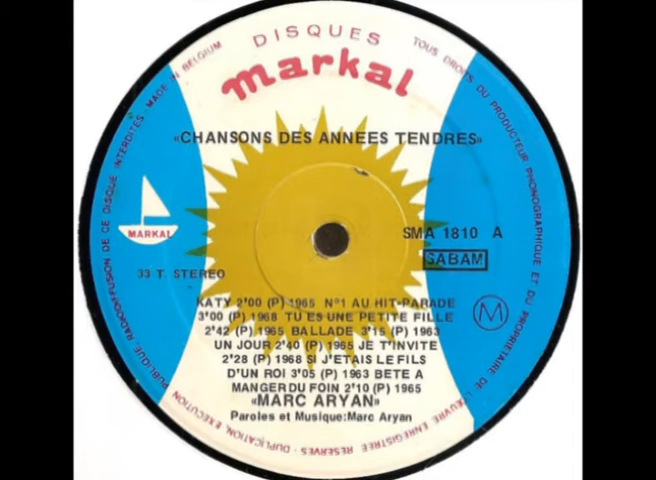 DISQUES
markal
«CHANSONS DES ANNEES TENDRES»
MARKAL
SMA 1810 A
SABAM
33 T. STEREO
KATY 2'00 (P) 1965 N°1 AU HIT-PARADE
3'00 (P) 1968 TU ES UNE PETITE FILLE
2'42 (P) 1965 BALLADE 3'15 (P) 1963
UN JOUR 2'40 (P) 1965 JE T'INVITE
2'28 (P) 1968 SI J'ETAIS LE FILS
D'UN ROI 3'05 (P) 1963 BETE A
MANGER DU FOIN 2'10 (P) 1965
«MARC ARYAN»
Paroles et Musique:Marc Aryan
M
TOUS DROITS DU PRODUCTEUR PHONOGRAPHIQUE ET DU PROPRIETAIRE DE L'ŒUVRE ENREGISTREE RESERVES - DUPLICATION, EXECUTION PUBLIQUE RADIODIFFUSION DE CE DISQUE INTERDITES - MADE IN BELGIUM